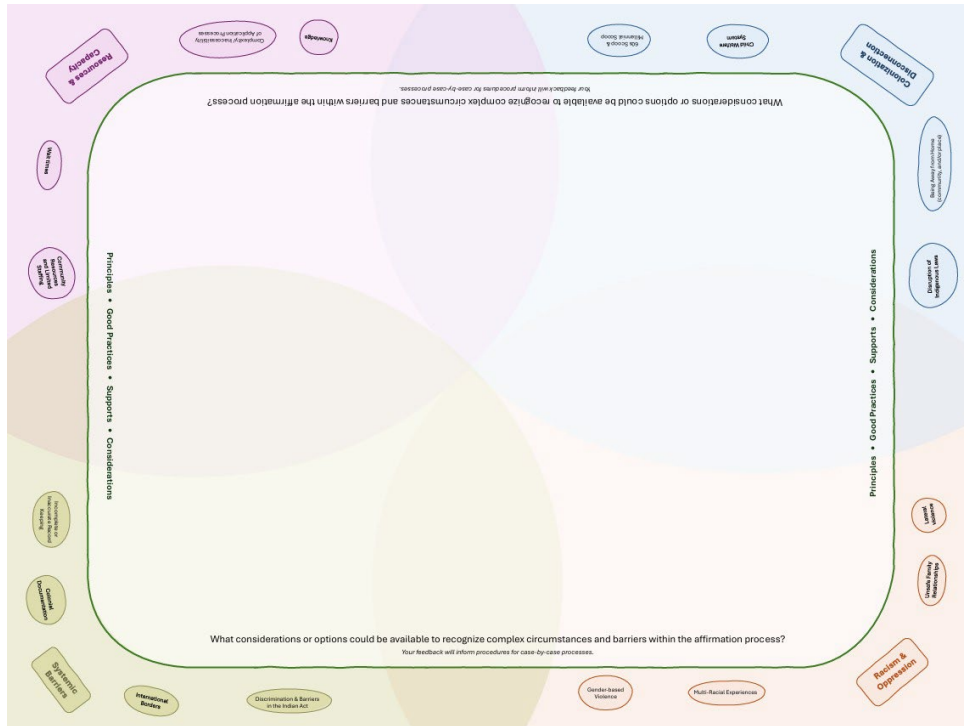 Resources &
Capacity
Complexity/ Inaccessibility
of Application Processes
Knowledge
60s Scoop &
Millennial Scoop
Child Welfare
System
Colonization &
Disconnection
Your feedback will inform procedures for case-by-case processes.
What considerations or options could be available to recognize complex circumstances and barriers within the affirmation process?
Wait times
Being Away from Home
(community, and/or place)
Community
Resources
and Limited
Staffing
Disruption of
Indigenous Laws
Principles • Good Practices • Supports • Considerations
Principles • Good Practices • Supports • Considerations
Incomplete or
Inaccurate Record
Keeping
Lateral
Violence
Colonial
Documentation
Unsafe Family
Relationships
What considerations or options could be available to recognize complex circumstances and barriers within the affirmation process?
Your feedback will inform procedures for case-by-case processes.
Systemic
Barriers
International
Borders
Discrimination & Barriers
in the Indian Act
Gender-based
Violence
Multi-Racial Experiences
Racism &
Oppression